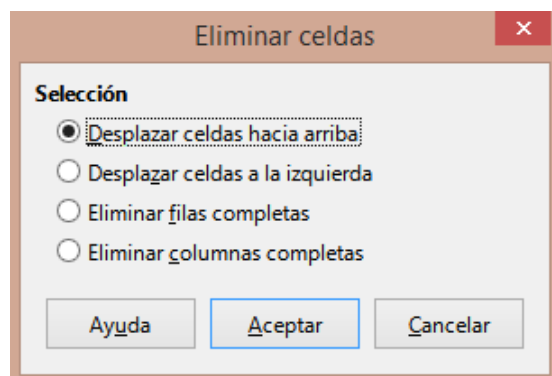 Eliminar celdas
Selección
Desplazar celdas hacia arriba
Desplazar celdas a la izquierda
Eliminar filas completas
Eliminar columnas completas
Ayuda Aceptar Cancelar